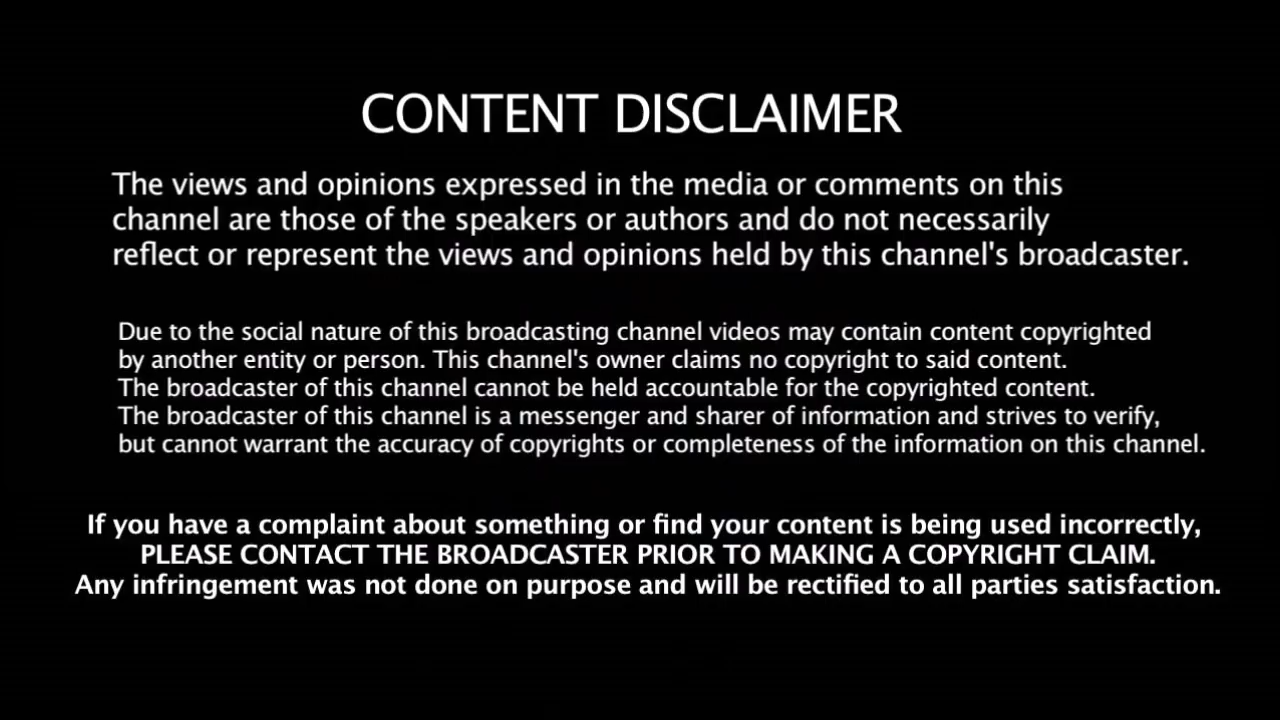 CONTENT DISCLAIMER
The views and opinions expressed in the media or comments on this
channel are those of the speakers or authors and do not necessarily
reflect or represent the views and opinions held by this channel's broadcaster.
Due to the social nature of this broadcasting channel videos may contain content copyrighted
by another entity or person. This channel's owner claims no copyright to said content.
The broadcaster of this channel cannot be held accountable for the copyrighted content.
The broadcaster of this channel is a messenger and sharer of information and strives to verify,
but cannot warrant the accuracy of copyrights or completeness of the information on this channel.
If you have a complaint about something or find your content is being used incorrectly,
PLEASE CONTACT THE BROADCASTER PRIOR TO MAKING A COPYRIGHT CLAIM.
Any infringement was not done on purpose and will be rectified to all parties satisfaction.